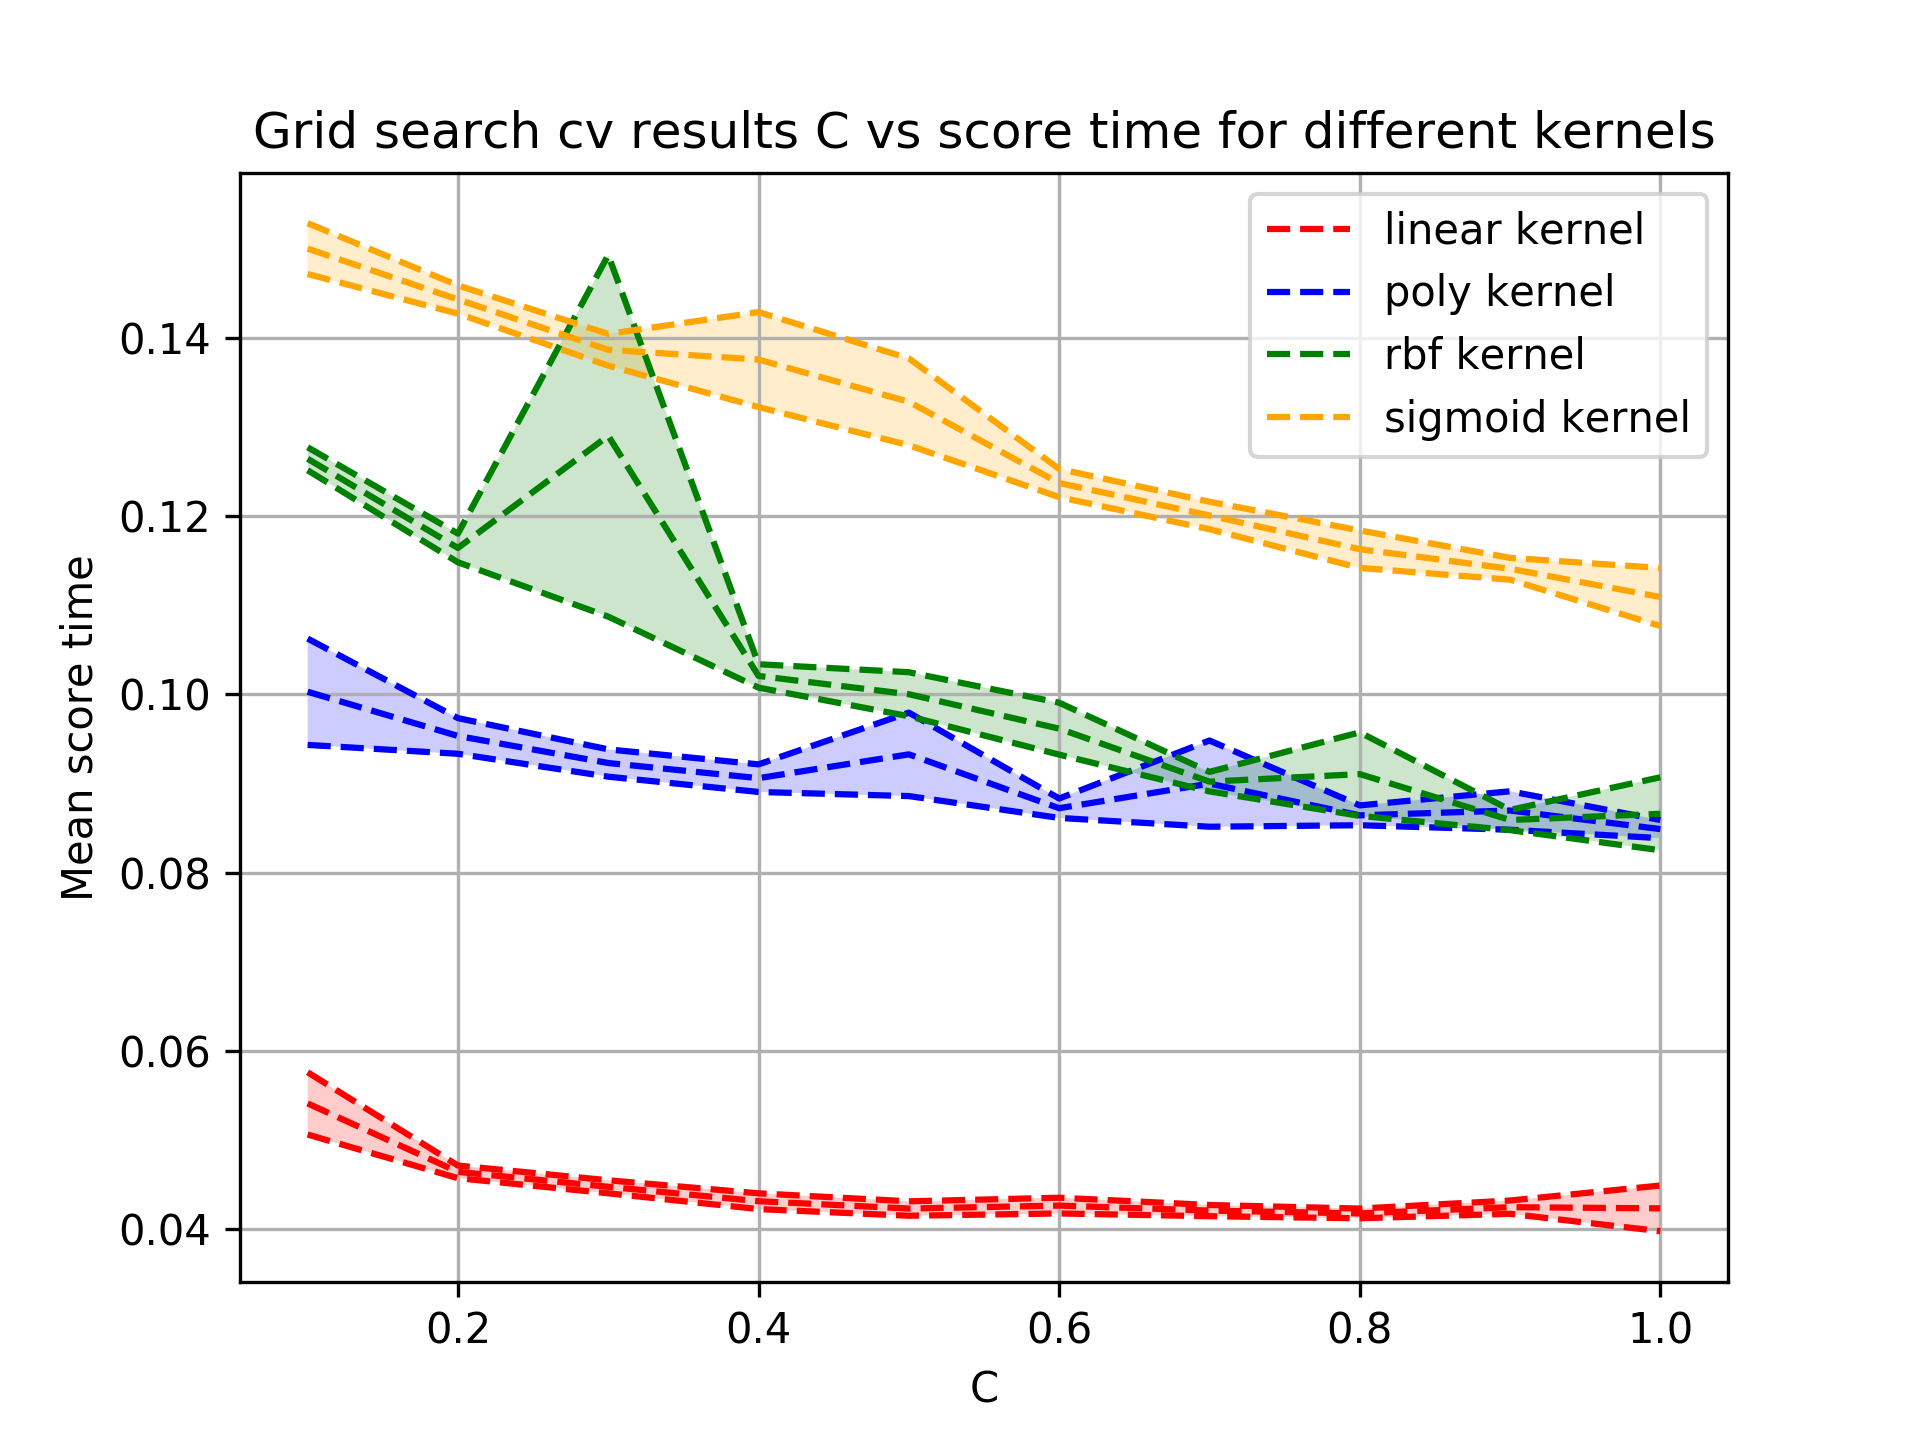 Grid search cv results C vs score time for different kernels
linear kernel
poly kernel
rbf kernel
sigmoid kernel
Mean score time
0.14
0.12
0.10
0.08
0.06
0.04
0.2 0.4 0.6 0.8 1.0
C